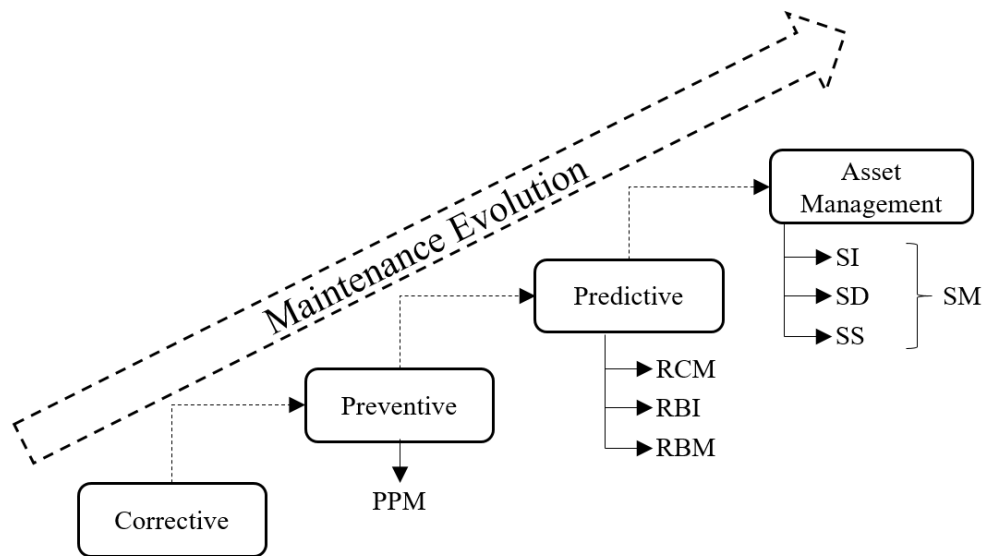 Maintenance Evolution
Asset
Management
SI
SD
SM
SS
Predictive
RCM
RBI
RBM
Preventive
PPM
Corrective